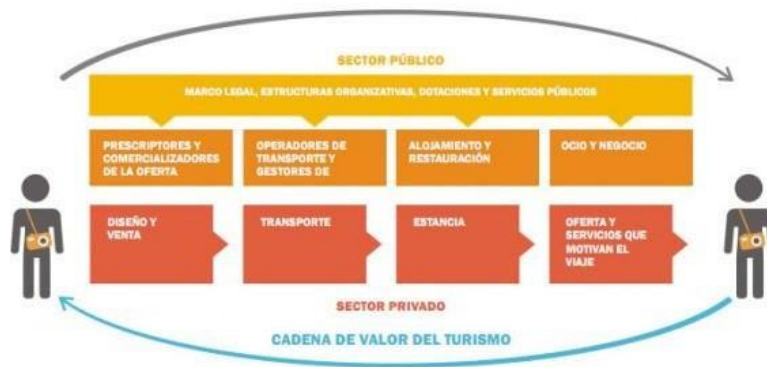 SECTOR PÚBLICO
MARCO LEGAL, ESTRUCTURAS ORGANIZATIVAS, DOTACIONES Y SERVICIOS PÚBLICOS
PRESCRIPTORES Y
COMERCIALIZADORES
DE LA OFERTA
OPERADORES DE
TRANSPORTE Y
GESTORES DE
ALOJAMIENTO Y
RESTAURACIÓN
OCIO Y NEGOCIO
DISEÑO Y
VENTA
TRANSPORTE
ESTANCIA
OFERTA Y
SERVICIOS QUE
MOTIVAN EL
VIAJE
SECTOR PRIVADO
CADENA DE VALOR DEL TURISMO